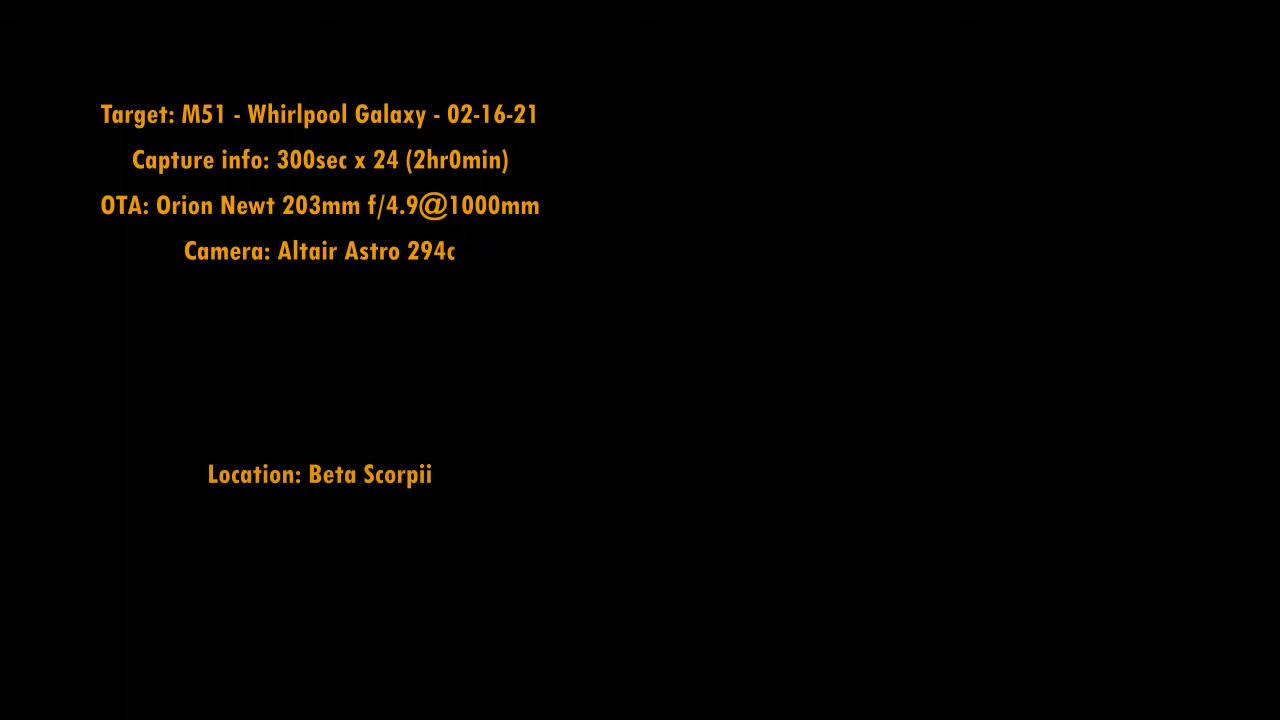 Target: M51 - Whirlpool Galaxy - 02-16-21
Capture info: 300sec x 24 (2hr0min)
OTA: Orion Newt 203mm f/4.9@1000mm
Camera: Altair Astro 294c
Location: Beta Scorpii